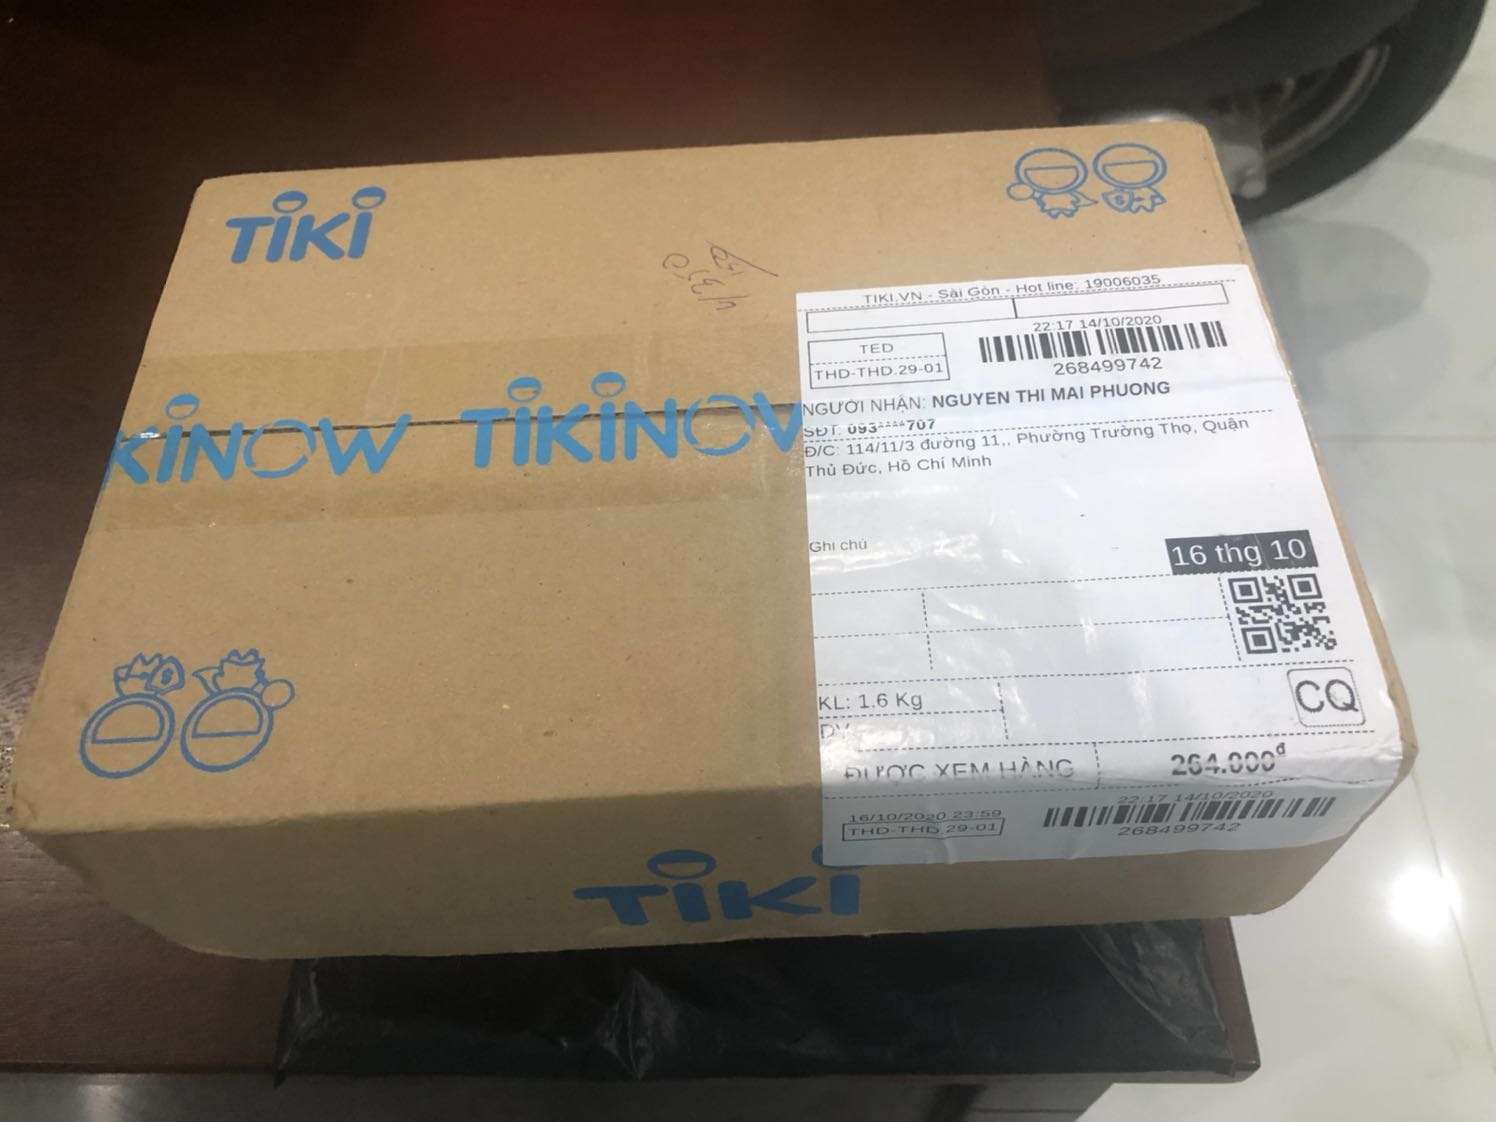 TiKi
TIKI.VN - Sài Gòn - Hot line: 19006035
22:17 14/10/2020
TED
THD-THD.29-01
268499742
NGƯỜI NHẬN: NGUYEN THI MAI PHUONG
SĐT: 093****707
Đ/C: 114/11/3 đường 11,, Phường Trường Thọ, Quận
Thủ Đức, Hồ Chí Minh
KiNOW TiKiNOW
Ghi chú
16 thg 10
KL: 1.6 Kg
CQ
ĐƯỢC XEM HÀNG
264.000đ
22:17 14/10/2020
16/10/2020 23:59
THD-THD.29-01
268499742
TiKi